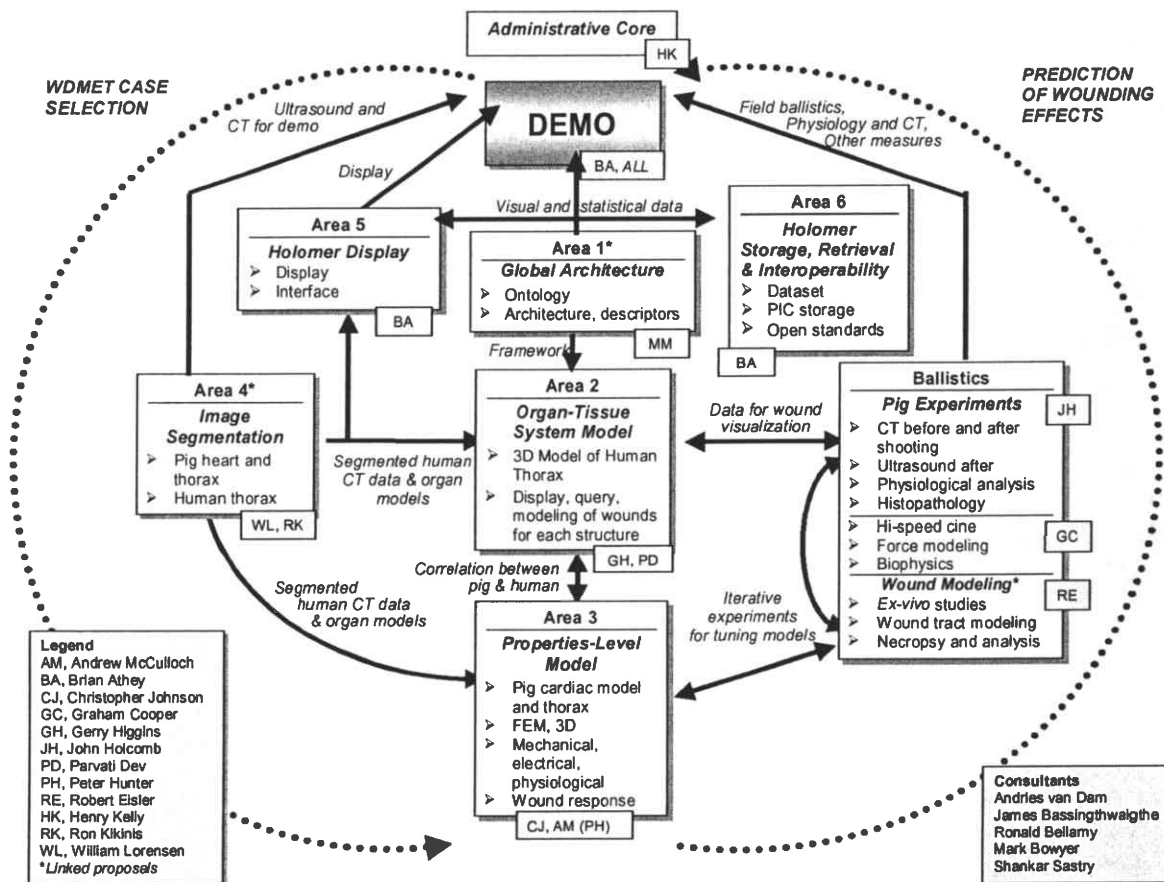 Administrative Core
HK
WDMET CASE
SELECTION
PREDICTION
OF WOUNDING
EFFECTS
Ultrasound and
CT for demo
DEMO
BA, ALL
Field ballistics,
Physiology and CT,
Other measures
Display
Visual and statistical data
Area 5
Holomer Display
➢ Display
➢ Interface
BA
Area 1*
Global Architecture
➢ Ontology
➢ Architecture, descriptors
MM
Area 6
Holomer
Storage, Retrieval
& Interoperability
➢ Dataset
➢ PIC storage
➢ Open standards
BA
Framework
Area 4*
Image
Segmentation
➢ Pig heart and
thorax
➢ Human thorax
WL, RK
Segmented human
CT data & organ
models
Area 2
Organ-Tissue
System Model
➢ 3D Model of Human
Thorax
➢ Display, query,
modeling of wounds
for each structure
GH, PD
Data for wound
visualization
Ballistics
Pig Experiments
JH
➢ CT before and after
shooting
➢ Ultrasound after
➢ Physiological analysis
➢ Histopathology
➢ Hi-speed cine
➢ Force modeling
➢ Biophysics
GC
Wound Modeling*
RE
➢ Ex-vivo studies
➢ Wound tract modeling
➢ Necropsy and analysis
Correlation between
pig & human
Segmented
human CT data
& organ models
Iterative
experiments
for tuning models
Area 3
Properties-Level
Model
➢ Pig cardiac model
and thorax
➢ FEM, 3D
➢ Mechanical,
electrical,
physiological
➢ Wound response
CJ, AM (PH)
Legend
AM, Andrew McCulloch
BA, Brian Athey
CJ, Christopher Johnson
GC, Graham Cooper
GH, Gerry Higgins
JH, John Holcomb
PD, Parvati Dev
PH, Peter Hunter
RE, Robert Eisler
HK, Henry Kelly
RK, Ron Kikinis
WL, William Lorensen
*Linked proposals
Consultants
Andries van Dam
James Bassingthwaigthe
Ronald Bellamy
Mark Bowyer
Shankar Sastry